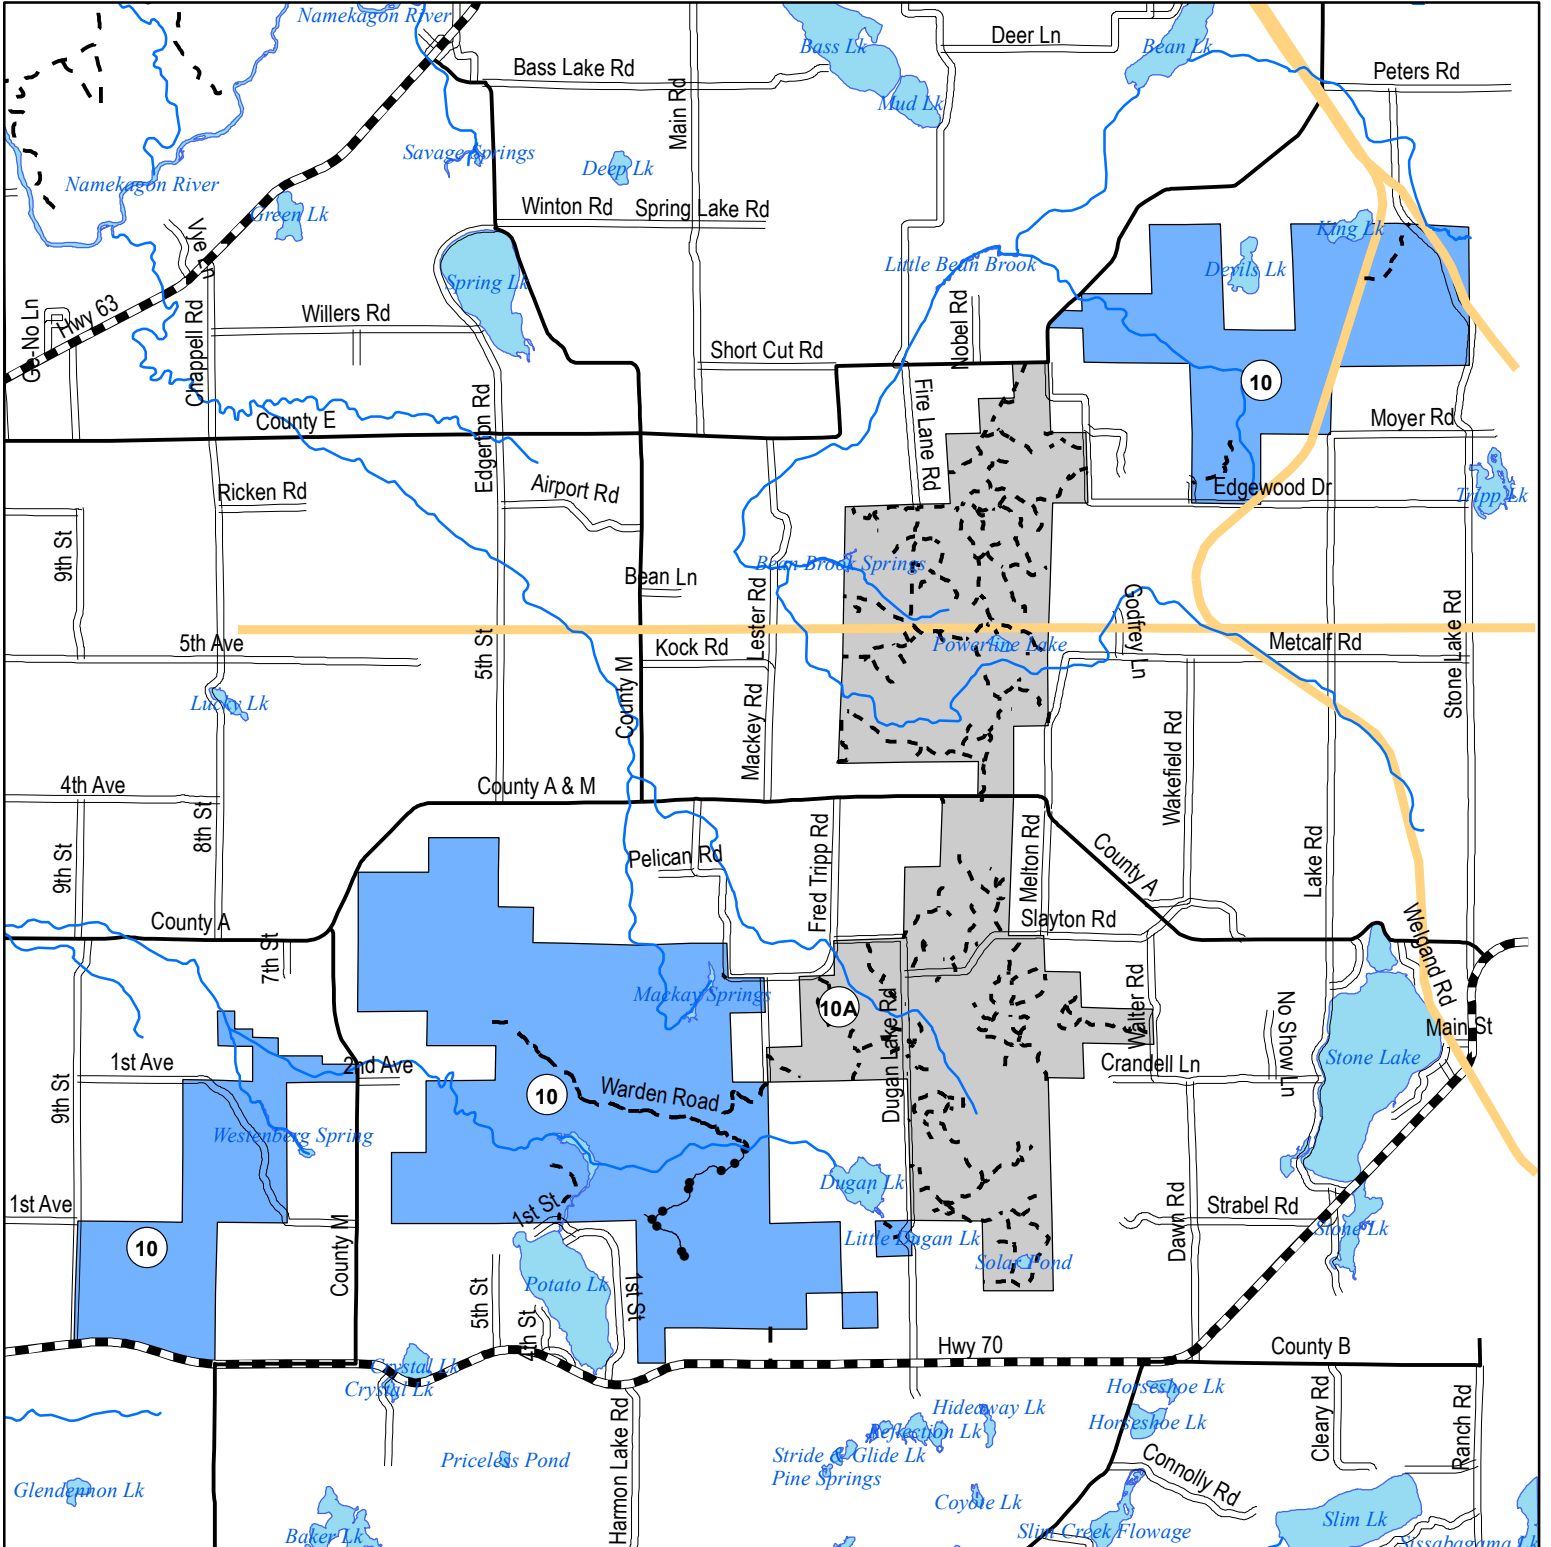 Namekagon River
Bass Lk
Deer Ln
Bean Lk
Bass Lake Rd
Main Rd
Peters Rd
Mud Lk
Savage Springs
Deep Lk
Namekagon River
Green Lk
Winton Rd
Spring Lake Rd
King Lk
Vye Ln
Little Bean Brook
Devils Lk
Spring Lk
Go-No Ln
Hwy 63
Chappell Rd
Willers Rd
Nobel Rd
Short Cut Rd
10
Fire Lane Rd
County E
Edgerton Rd
Moyer Rd
Ricken Rd
Airport Rd
Edgewood Dr
Tripp Lk
9th St
Bean Brook Springs
Bean Ln
Lester Rd
Godfrey Ln
Stone Lake Rd
5th Ave
5th St
Kock Rd
Powerline Lake
Metcalf Rd
Lucky Lk
County M
Mackey Rd
Wakefield Rd
4th Ave
County A & M
8th St
9th St
Pelican Rd
Fred Tripp Rd
Melton Rd
County A
Lake Rd
County A
7th St
Slayton Rd
Weigand Rd
Mackay Springs
10A
Dugan Lake Rd
Walter Rd
No Show Ln
Main St
1st Ave
2nd Ave
Crandell Ln
Stone Lake
9th St
10
Warden Road
Westenberg Spring
1st Ave
Dugan Lk
Dawn Rd
Strabel Rd
1st St
Stone Lk
10
County M
Little Dugan Lk
Solar Pond
5th St
Potato Lk
1st St
4th St
Hwy 70
County B
Crystal Lk
Crystal Lk
Horseshoe Lk
Hideaway Lk
Horseshoe Lk
Reflection Lk
Cleary Rd
Ranch Rd
Harmon Lake Rd
Priceless Pond
Stride & Glide Lk
Pine Springs
Connolly Rd
Glendennon Lk
Coyote Lk
Baker Lk
Slim Creek Flowage
Slim Lk
Sissabagama Lk